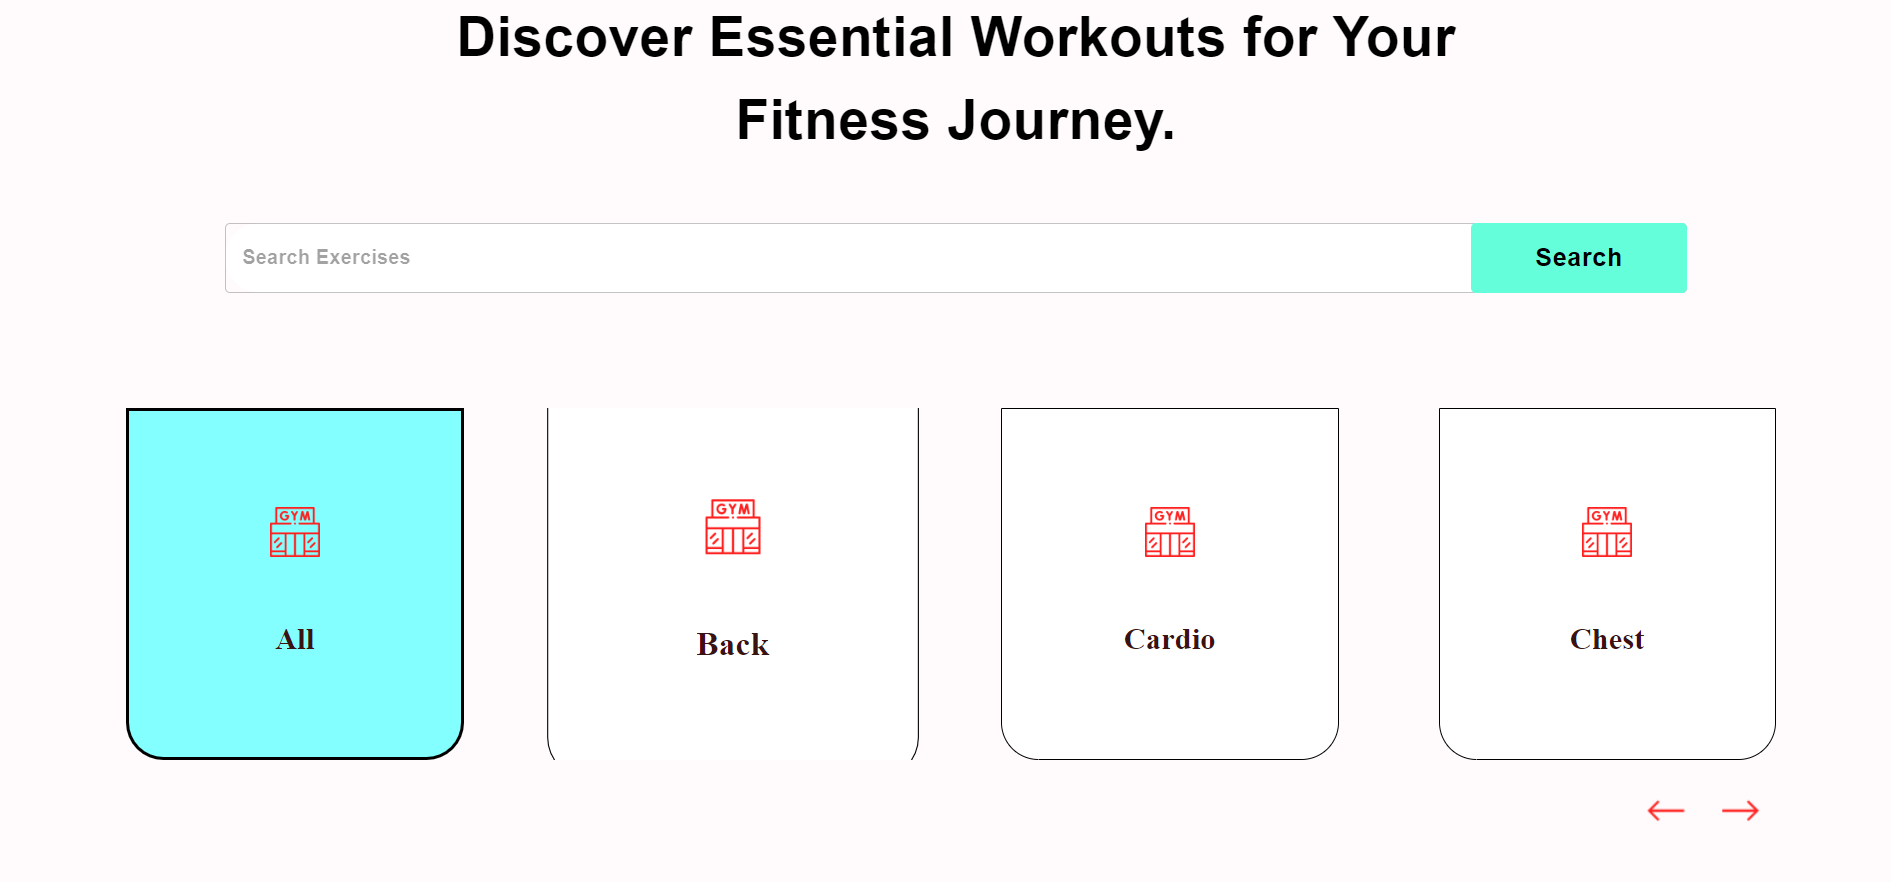 Discover Essential Workouts for Your
Fitness Journey.
Search Exercises
Search
GYM
GYM
GYM
GYM
All
Back
Cardio
Chest